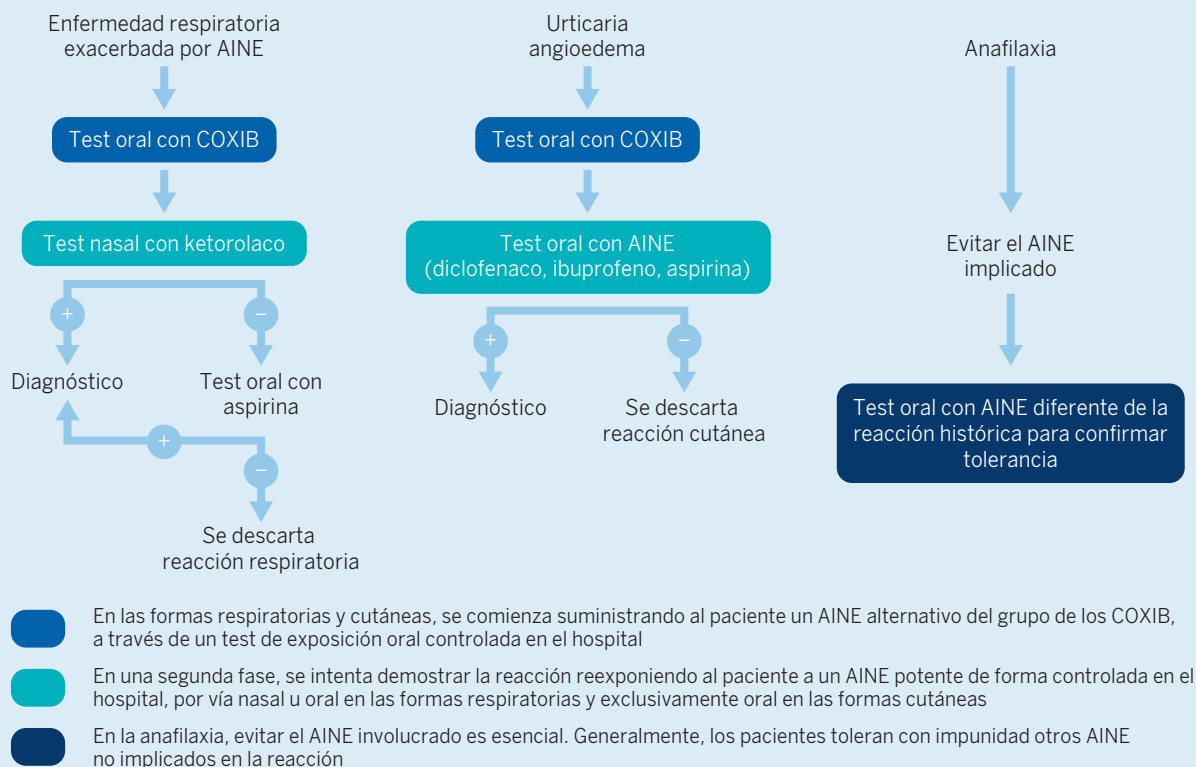 Enfermedad respiratoria
exacerbada por AINE
Test oral con COXIB
Test nasal con ketorolaco
+
−
Diagnóstico
Test oral con
aspirina
+
−
Se descarta
reacción respiratoria
Urticaria
angioedema
Test oral con COXIB
Test oral con AINE
(diclofenaco, ibuprofeno, aspirina)
+
−
Diagnóstico
Se descarta
reacción cutánea
Anafilaxia
Evitar el AINE
implicado
Test oral con AINE diferente de la
reacción histórica para confirmar
tolerancia
En las formas respiratorias y cutáneas, se comienza suministrando al paciente un AINE alternativo del grupo de los COXIB,
a través de un test de exposición oral controlada en el hospital
En una segunda fase, se intenta demostrar la reacción reexponiendo al paciente a un AINE potente de forma controlada en el
hospital, por vía nasal u oral en las formas respiratorias y exclusivamente oral en las formas cutáneas
En la anafilaxia, evitar el AINE involucrado es esencial. Generalmente, los pacientes toleran con impunidad otros AINE
no implicados en la reacción